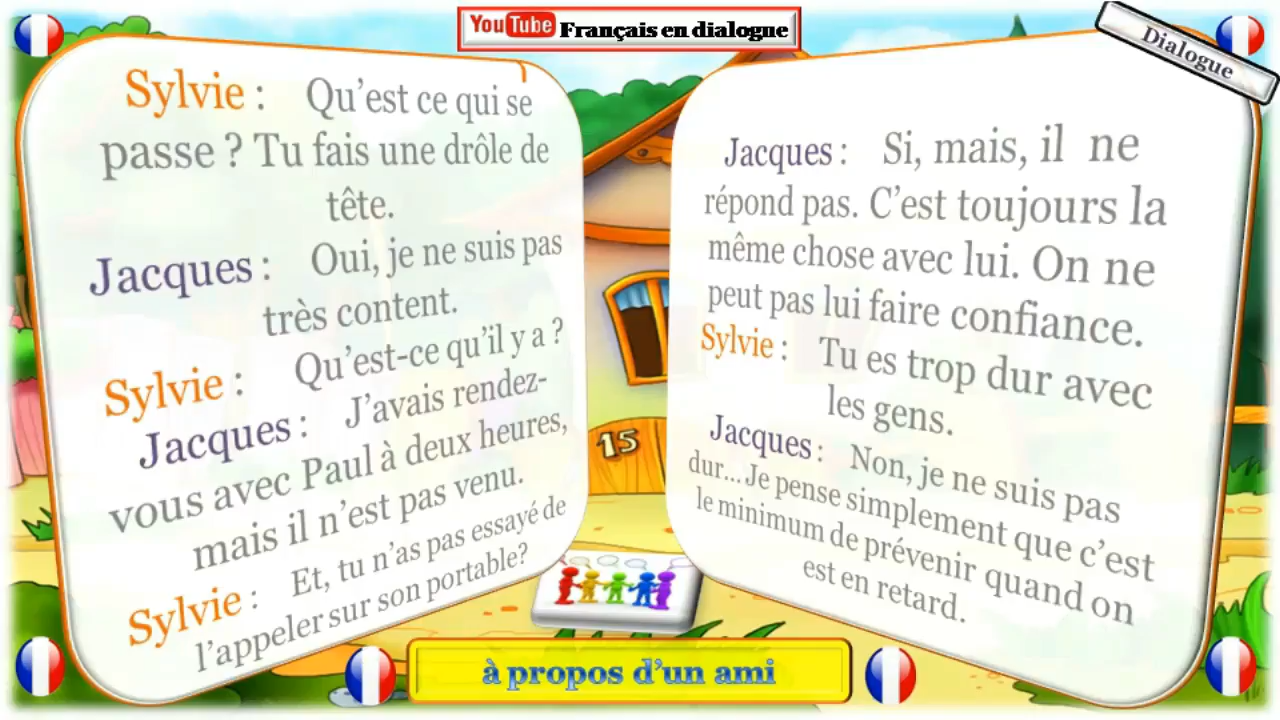 YouTube Français en dialogue
Dialogue
Sylvie : Qu'est ce qui se
passe ? Tu fais une drôle de
tête.
Jacques : Oui, je ne suis pas
très content.
Sylvie : Qu'est-ce qu'il y a ?
Jacques : J'avais rendez-
vous avec Paul à deux heures,
mais il n'est pas venu.
Sylvie : Et, tu n'as pas essayé de
l'appeler sur son portable?
Jacques : Si, mais, il ne
répond pas. C'est toujours la
même chose avec lui. On ne
peut pas lui faire confiance.
Sylvie : Tu es trop dur avec
les gens.
Jacques : Non, je ne suis pas
dur... Je pense simplement que c'est
le minimum de prévenir quand on
est en retard.
15
à propos d'un ami